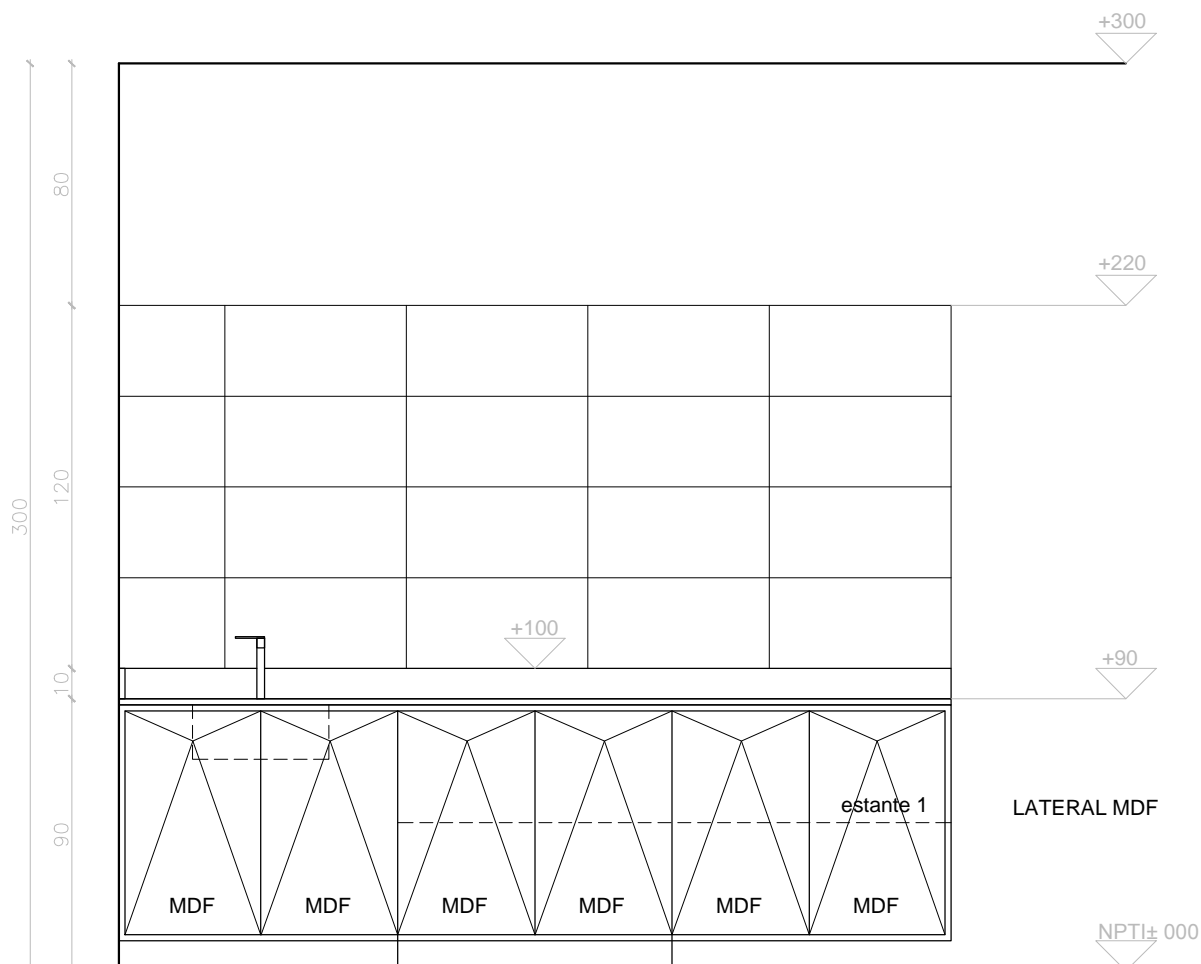 +300
80
+220
120
300
+100
+90
10
estante 1
LATERAL MDF
90
MDF
MDF
MDF
MDF
MDF
MDF
NPTI± 000